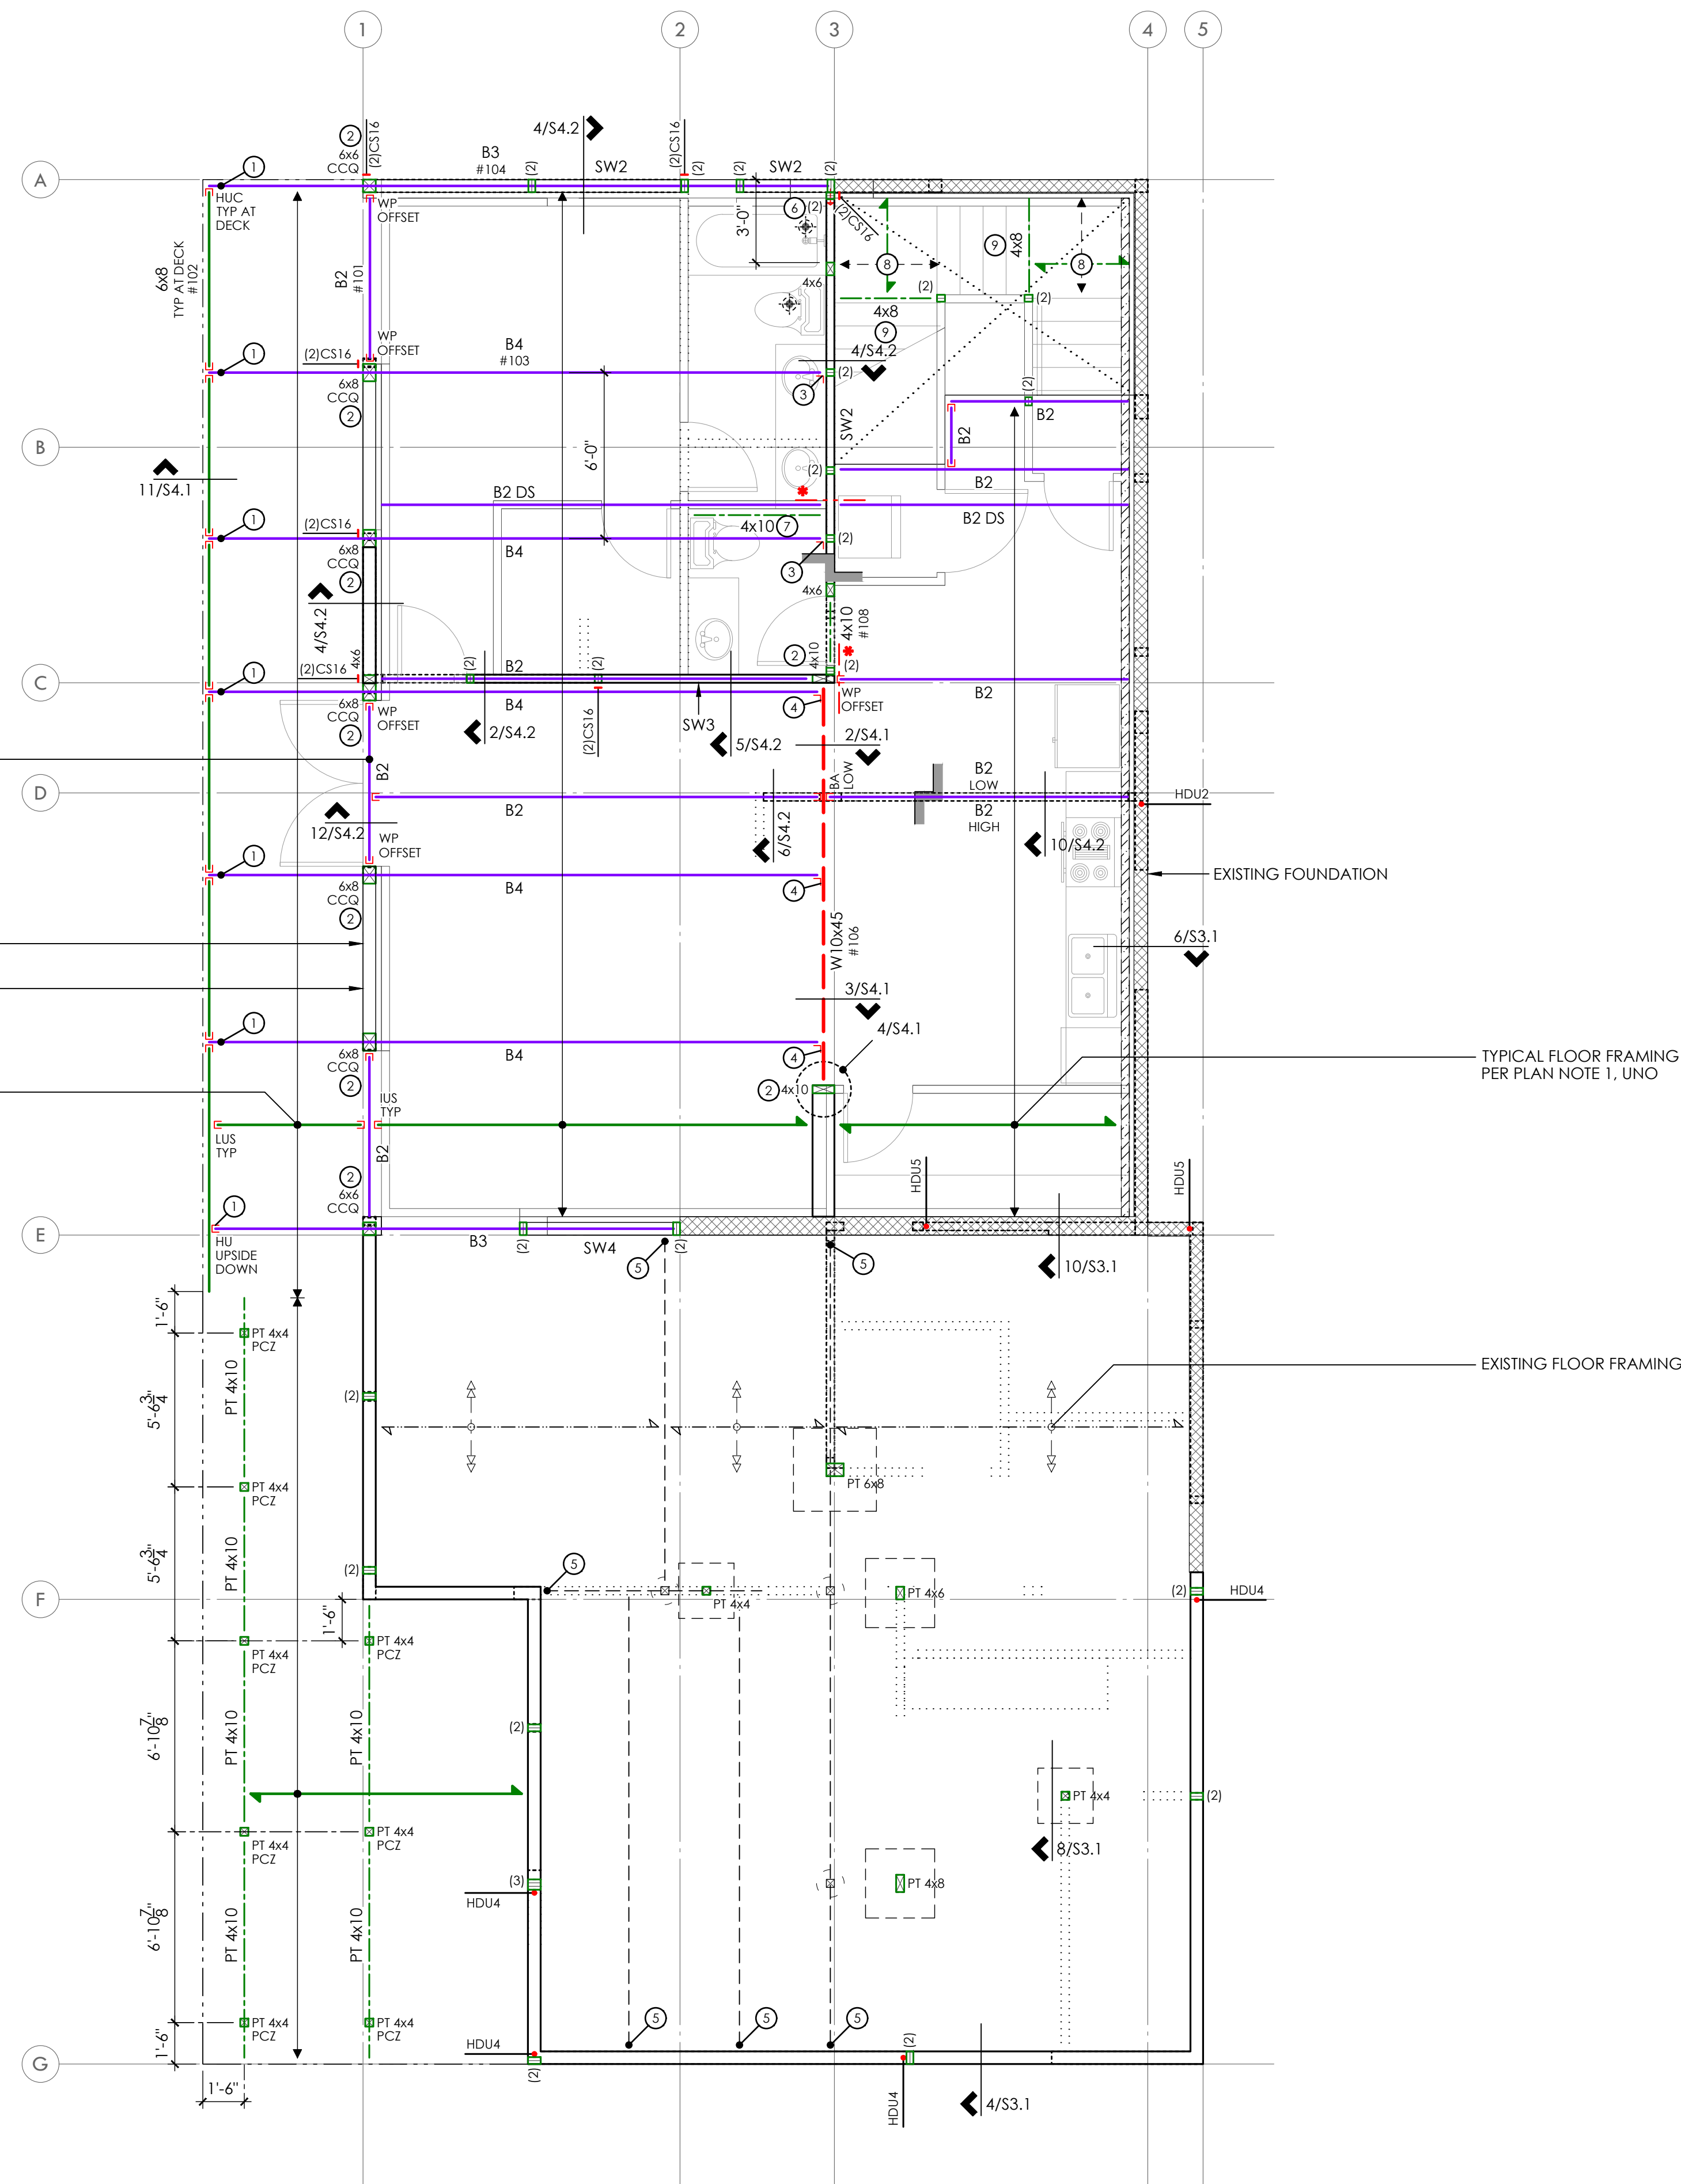 1
2
3
4
5
A
2
6x6
CCQ
(2)CS16
4/S4.2
(2)CS16
B3
#104
(2)
SW2
(2)
(2)
SW2
(2)
1
HUC
TYP AT
DECK
WP
OFFSET
3'-0"
6
(2)
(2)CS16
9
4x8
8
8
6x8
TYP AT DECK
#102
B2
#101
4x6
(2)
(2)
4x8
9
WP
OFFSET
1
(2)CS16
B4
#103
4/S4.2
(2)
3
6x8
CCQ
2
SW2
(2)
B2
B2
B
6'-0"
11/S4.1
(2)
B2
B2 DS
B2 DS
1
(2)CS16
4x10
7
(2)
B4
3
6x8
CCQ
2
4x6
4/S4.2
4x10
#108
4x6
(2)CS16
(2)
B2
(2)
2
4x10
(2)
C
1
B4
B2
WP
OFFSET
4
6x8
CCQ
2
WP
OFFSET
2/S4.2
(2)CS16
SW3
5/S4.2
2/S4.1
B2
BA
LOW
B2
LOW
D
B2
B2
HIGH
HDU2
12/S4.2
WP
OFFSET
6/S4.2
10/S4.2
1
B4
4
6x8
CCQ
2
EXISTING FOUNDATION
W10x45
#106
6/S3.1
3/S4.1
1
4/S4.1
B4
4
6x8
CCQ
2
TYPICAL FLOOR FRAMING
PER PLAN NOTE 1, UNO
2
4x10
IUS
TYP
LUS
TYP
B2
2
6x6
CCQ
HDU5
HDU5
1
E
HU
UPSIDE
DOWN
B3
(2)
SW4
(2)
5
5
10/S3.1
1'-6"
PT 4x4
PCZ
5'-6 3/4"
PT 4x10
EXISTING FLOOR FRAMING
(2)
PT 4x4
PCZ
PT 6x8
5'-6 3/4"
PT 4x10
(2)
5
F
PT 4x4
PT 4x6
(2)
HDU4
1'-6"
PT 4x4
PCZ
PT 4x4
PCZ
6'-10 7/8"
PT 4x10
PT 4x10
(2)
PT 4x4
(2)
PT 4x4
PCZ
PT 4x4
PCZ
8/S3.1
6'-10 7/8"
PT 4x10
PT 4x10
(3)
HDU4
PT 4x8
PT 4x4
PCZ
PT 4x4
PCZ
5
5
5
1'-6"
HDU4
G
(2)
(2)
1'-6"
HDU4
4/S3.1